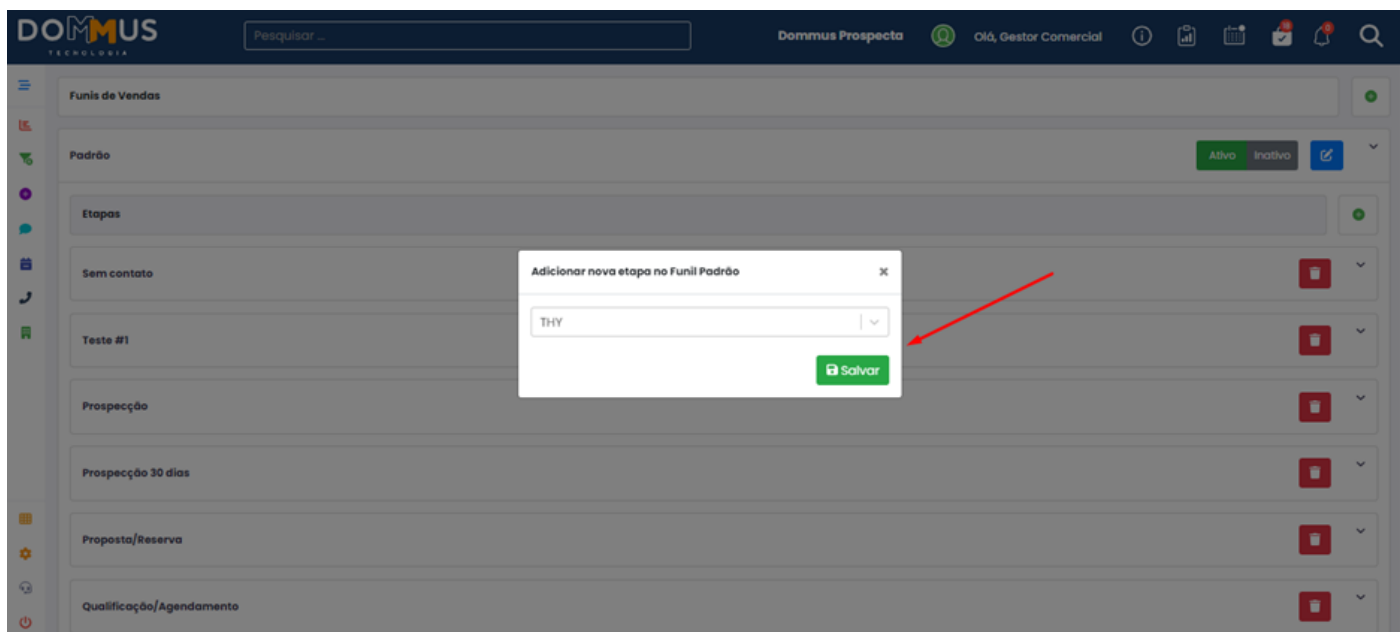 DOMMUS
TECNOLOGIA
Pesquisar ...
Dommus Prospecta
Olá, Gestor Comercial
Funis de Vendas
Padrão
Ativo Inativo
Etapas
Adicionar nova etapa no Funil Padrão
Sem contato
THY
Teste #1
Salvar
Prospecção
Prospecção 30 dias
Proposta/Reserva
Qualificação/Agendamento